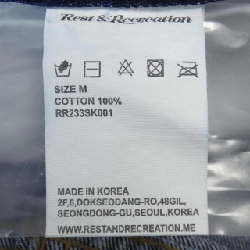 Rest & Recreation
SIZE M
COTTON 100%
RR233SK001
MADE IN KOREA
2F,6,DOKSEODANG-RO,48GIL,
SEONGDONG-GU,SEOUL,KOREA
WWW.RESTANDRECREATION.ME